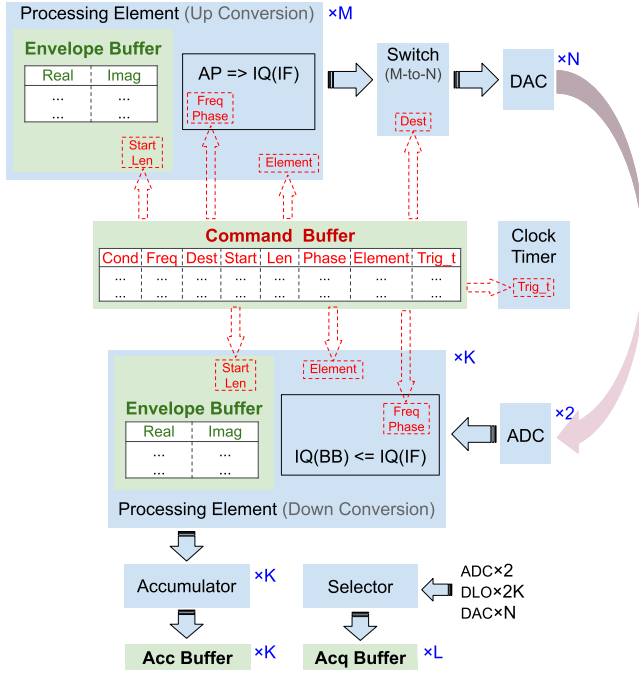 Processing Element (Up Conversion)
×M
Envelope Buffer
Real Imag
... ...
... ...
Start
Len
AP => IQ(IF)
Freq
Phase
Element
Switch
(M-to-N)
Dest
DAC
×N
Command Buffer
Cond Freq Dest Start Len Phase Element Trig_t
... ... ... ... ... ... ... ...
... ... ... ... ... ... ... ...
Clock
Timer
Trig_t
×K
Start
Len
Element
Envelope Buffer
Real Imag
... ...
... ...
Freq
Phase
IQ(BB) <= IQ(IF)
Processing Element (Down Conversion)
×2
ADC
Accumulator
×K
Selector
ADC×2
DLO×2K
DAC×N
Acc Buffer
×K
Acq Buffer
×L